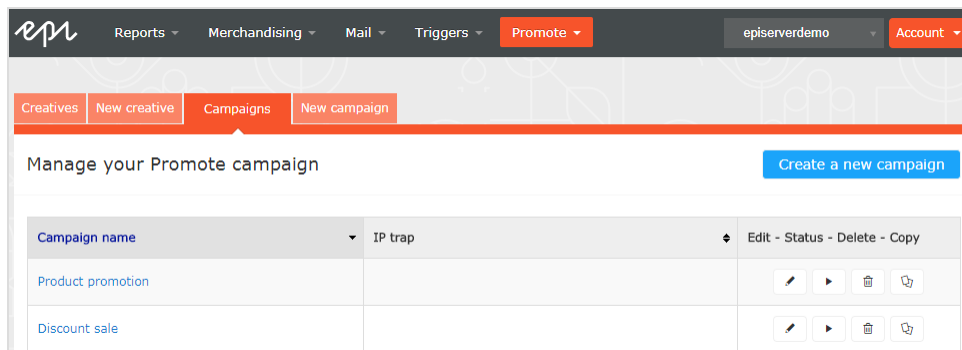 epi Reports Merchandising Mail Triggers Promote episerverdemo Account
Creatives New creative Campaigns New campaign
Manage your Promote campaign Create a new campaign
Campaign name IP trap Edit - Status - Delete - Copy
Product promotion
Discount sale